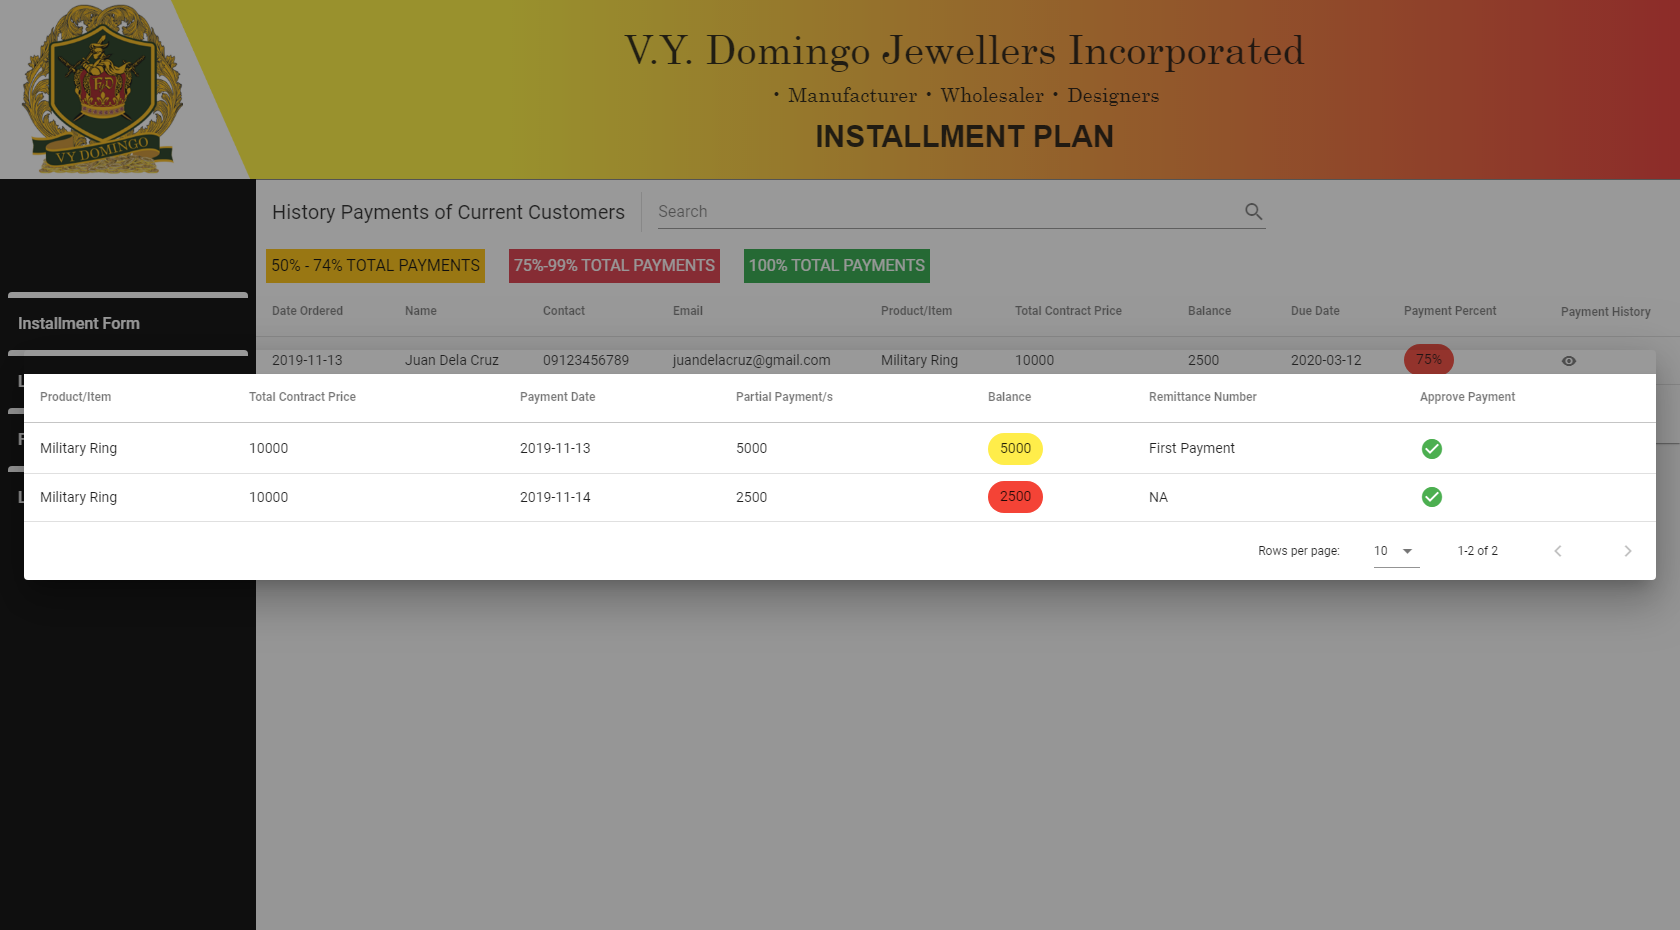 V.Y. Domingo Jewellers Incorporated
• Manufacturer • Wholesaler • Designers
INSTALLMENT PLAN
VY DOMINGO
Installment Form
L
F
L
History Payments of Current Customers
Search
50% - 74% TOTAL PAYMENTS
75%-99% TOTAL PAYMENTS
100% TOTAL PAYMENTS
Date Ordered Name Contact Email Product/Item Total Contract Price Balance Due Date Payment Percent Payment History
2019-11-13 Juan Dela Cruz 09123456789 juandelacruz@gmail.com Military Ring 10000 2500 2020-03-12 75%
Product/Item Total Contract Price Payment Date Partial Payment/s Balance Remittance Number Approve Payment
Military Ring 10000 2019-11-13 5000 5000 First Payment
Military Ring 10000 2019-11-14 2500 2500 NA
Rows per page: 10 1-2 of 2